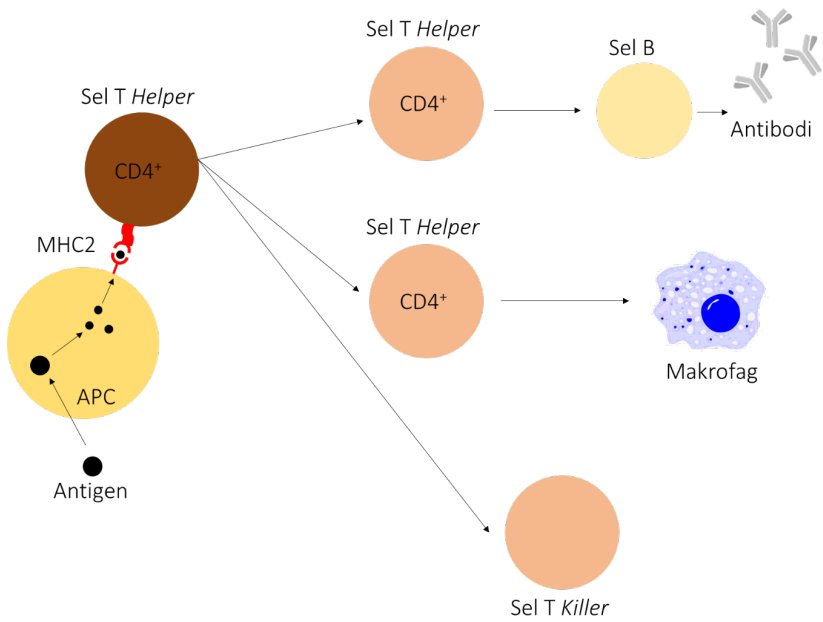 Sel T Helper
CD4+
MHC2
APC
Antigen
Sel T Helper
CD4+
Sel B
Antibodi
Sel T Helper
CD4+
Makrofag
Sel T Killer